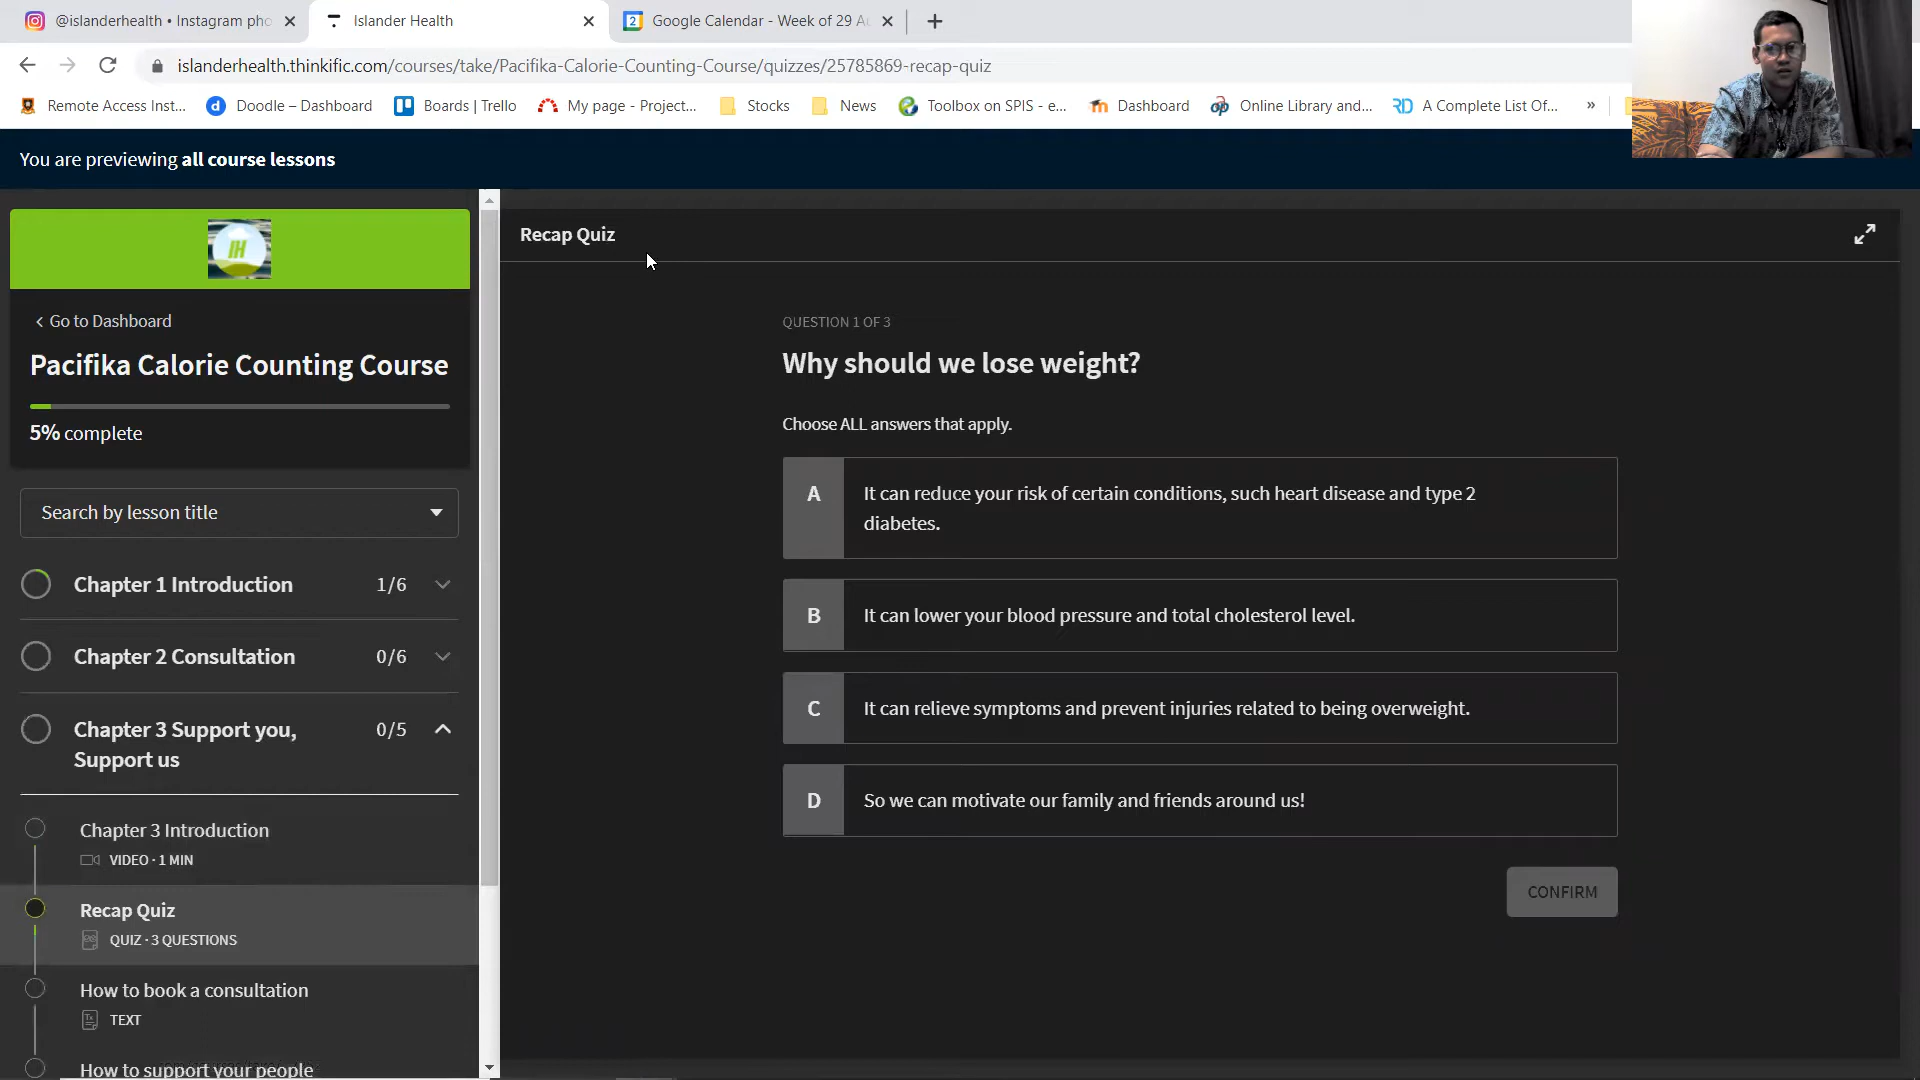 @islanderhealth • Instagram pho
Islander Health
Google Calendar - Week of 29 A
islanderhealth.thinkific.com/courses/take/Pacifika-Calorie-Counting-Course/quizzes/25785869-recap-quiz
Remote Access Inst...
Doodle – Dashboard
Boards | Trello
My page - Project...
Stocks
News
Toolbox on SPIS - e...
Dashboard
Online Library and...
A Complete List Of...
»
You are previewing all course lessons
IH
Go to Dashboard
Pacifika Calorie Counting Course
5% complete
Search by lesson title
Chapter 1 Introduction 1/6
Chapter 2 Consultation 0/6
Chapter 3 Support you, 0/5
Support us
Chapter 3 Introduction
VIDEO · 1 MIN
Recap Quiz
QUIZ · 3 QUESTIONS
How to book a consultation
TEXT
How to support your people
Recap Quiz
QUESTION 1 OF 3
Why should we lose weight?
Choose ALL answers that apply.
A It can reduce your risk of certain conditions, such heart disease and type 2
diabetes.
B It can lower your blood pressure and total cholesterol level.
C It can relieve symptoms and prevent injuries related to being overweight.
D So we can motivate our family and friends around us!
CONFIRM